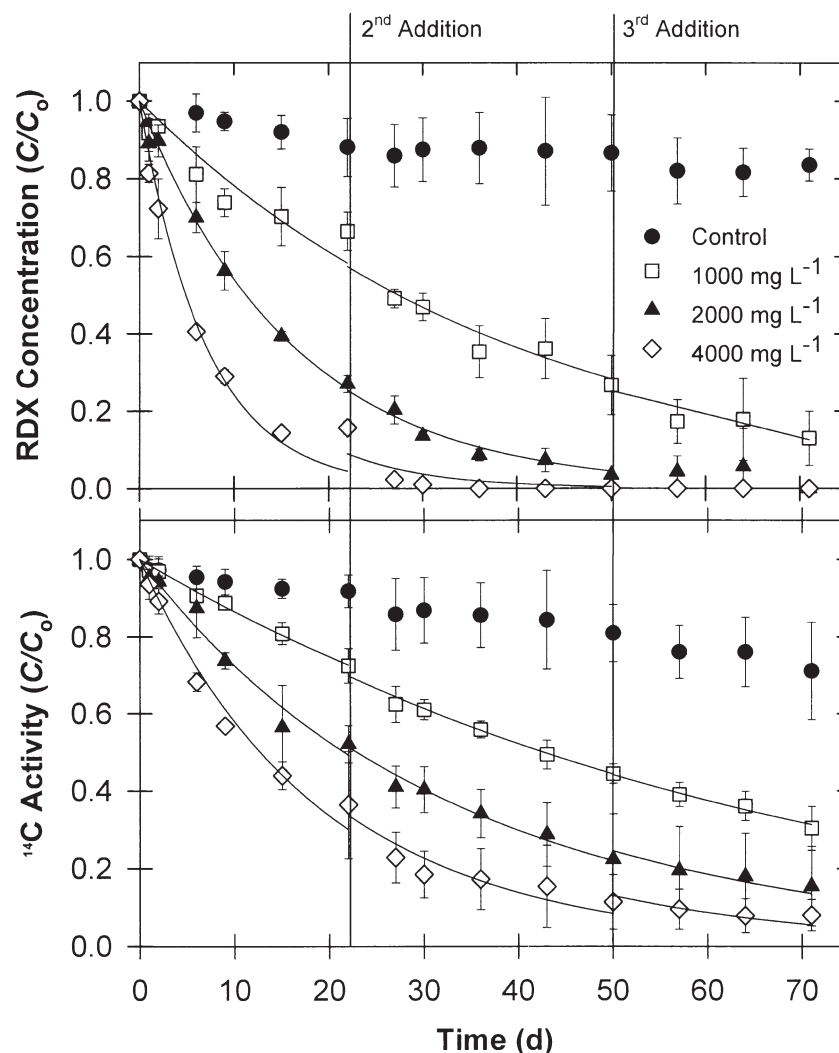 2nd Addition
3rd Addition
RDX Concentration (C/Co)
1.0
0.8
0.6
0.4
0.2
0.0
Control
1000 mg L-1
2000 mg L-1
4000 mg L-1
14C Activity (C/Co)
1.0
0.8
0.6
0.4
0.2
0.0
0 10 20 30 40 50 60 70
Time (d)